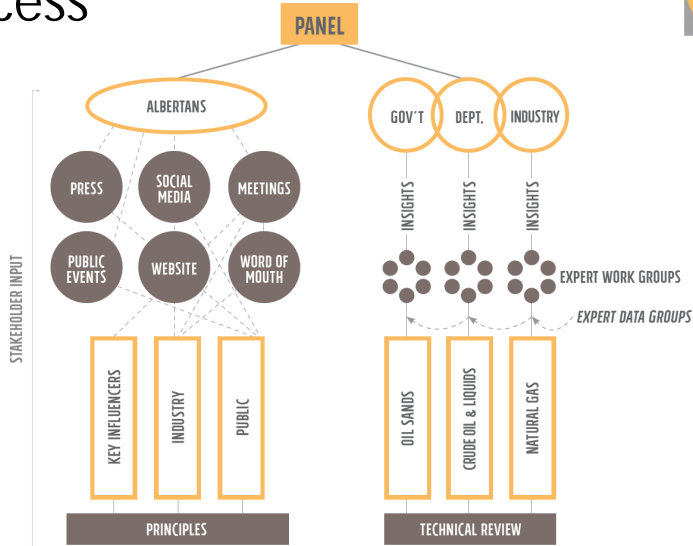 PANEL
ALBERTANS
GOV'T
DEPT.
INDUSTRY
PRESS
SOCIAL
MEDIA
MEETINGS
PUBLIC
EVENTS
WEBSITE
WORD OF
MOUTH
INSIGHTS
INSIGHTS
INSIGHTS
EXPERT WORK GROUPS
EXPERT DATA GROUPS
STAKEHOLDER INPUT
KEY INFLUENCERS
INDUSTRY
PUBLIC
OIL SANDS
CRUDE OIL & LIQUIDS
NATURAL GAS
PRINCIPLES
TECHNICAL REVIEW